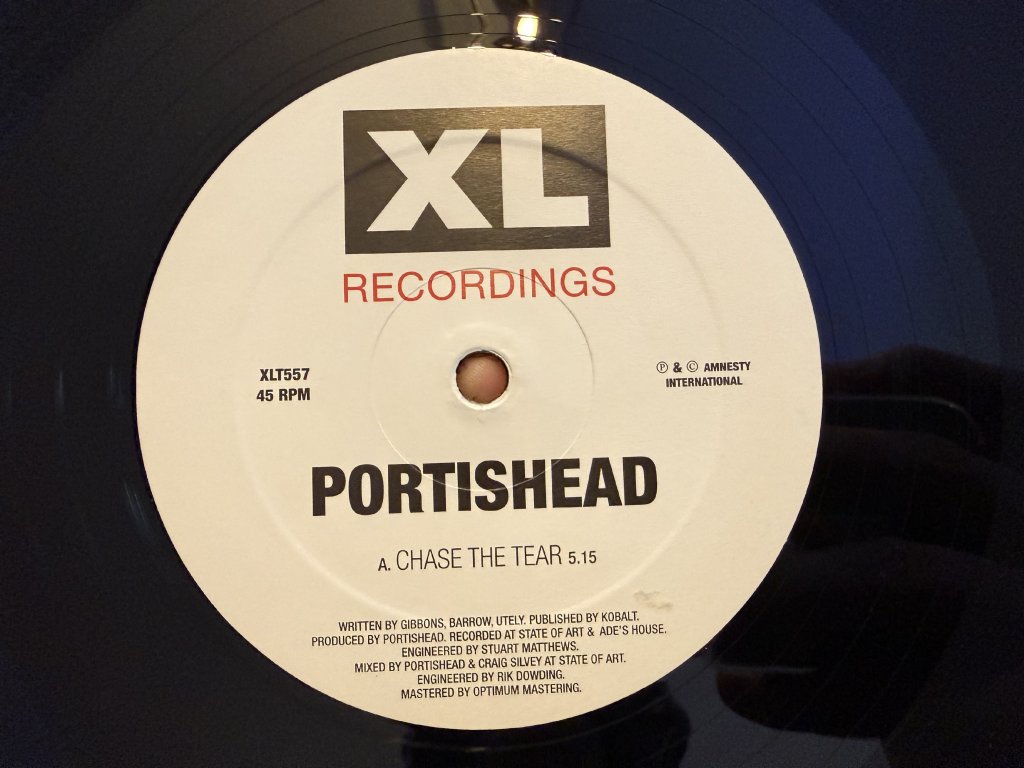 XL
RECORDINGS
XLT557
45 RPM
℗ & © AMNESTY
INTERNATIONAL
PORTISHEAD
A. CHASE THE TEAR 5.15
WRITTEN BY GIBBONS, BARROW, UTELY. PUBLISHED BY KOBALT.
PRODUCED BY PORTISHEAD. RECORDED AT STATE OF ART & ADE'S HOUSE.
ENGINEERED BY STUART MATTHEWS.
MIXED BY PORTISHEAD & CRAIG SILVEY AT STATE OF ART.
ENGINEERED BY RIK DOWDING.
MASTERED BY OPTIMUM MASTERING.